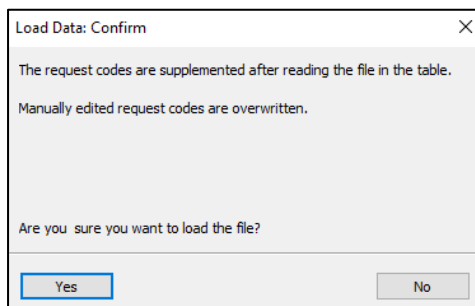 Load Data: Confirm
The request codes are supplemented after reading the file in the table.
Manually edited request codes are overwritten.
Are you sure you want to load the file?
Yes
No